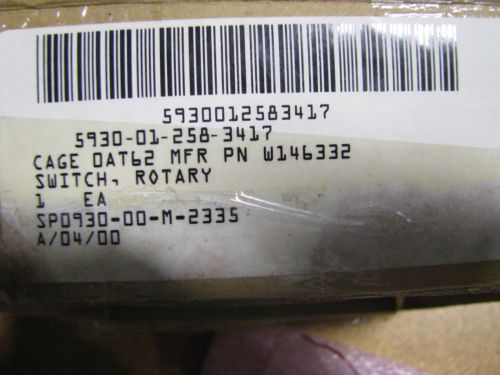 5930012583417
5930-01-258-3417
CAGE 0AT62 MFR PN W146332
SWITCH, ROTARY
1 EA
SP0930-00-M-2335
A/04/00